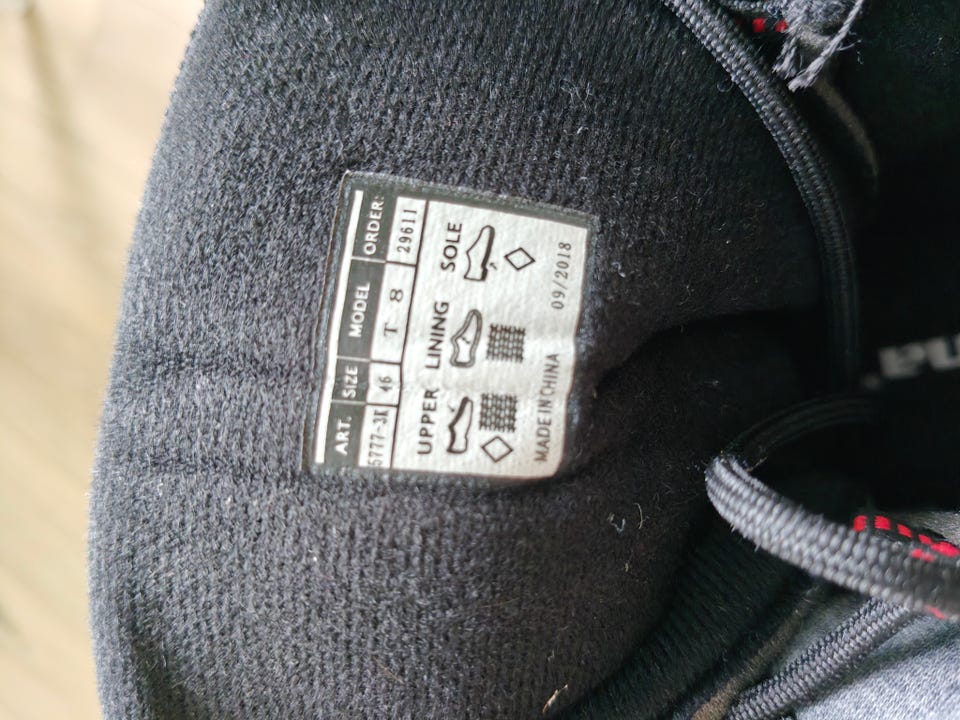 ART. SIZE MODEL ORDER:
5777-3I 46 T 8 29611
UPPER LINING SOLE
MADE IN CHINA 09/2018